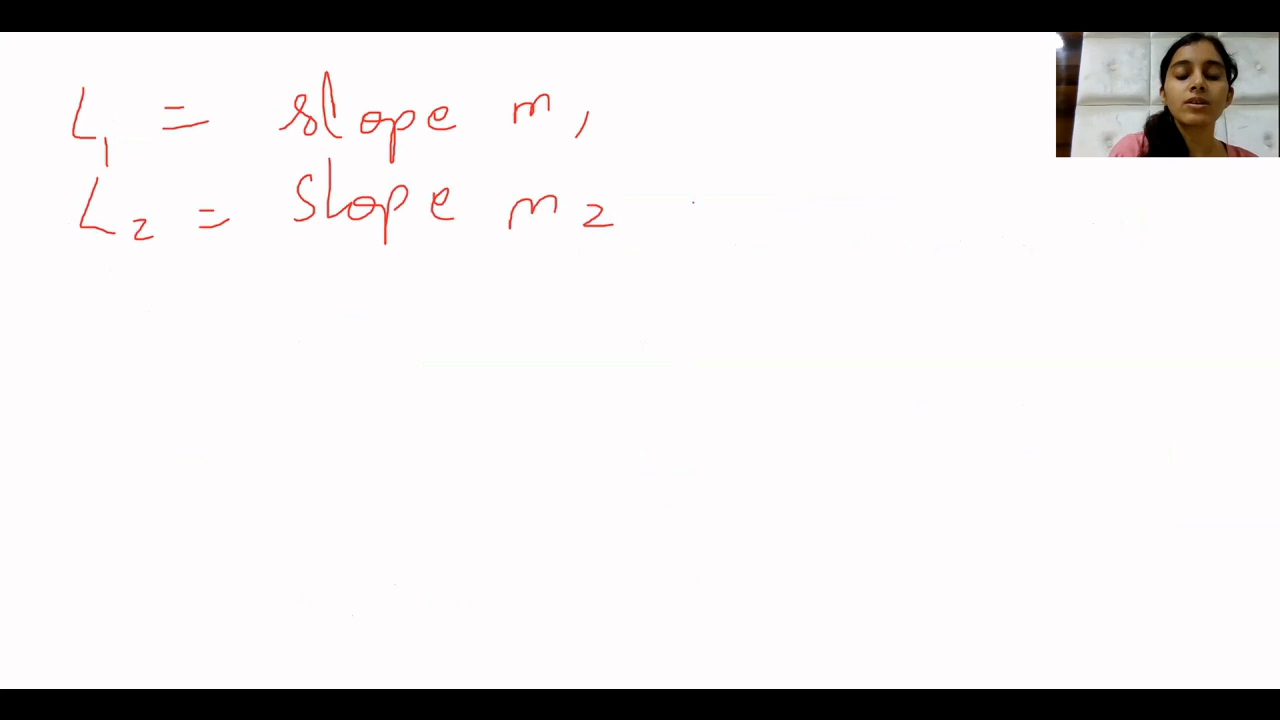 L₁ = slope m₁
L₂ = slope m₂